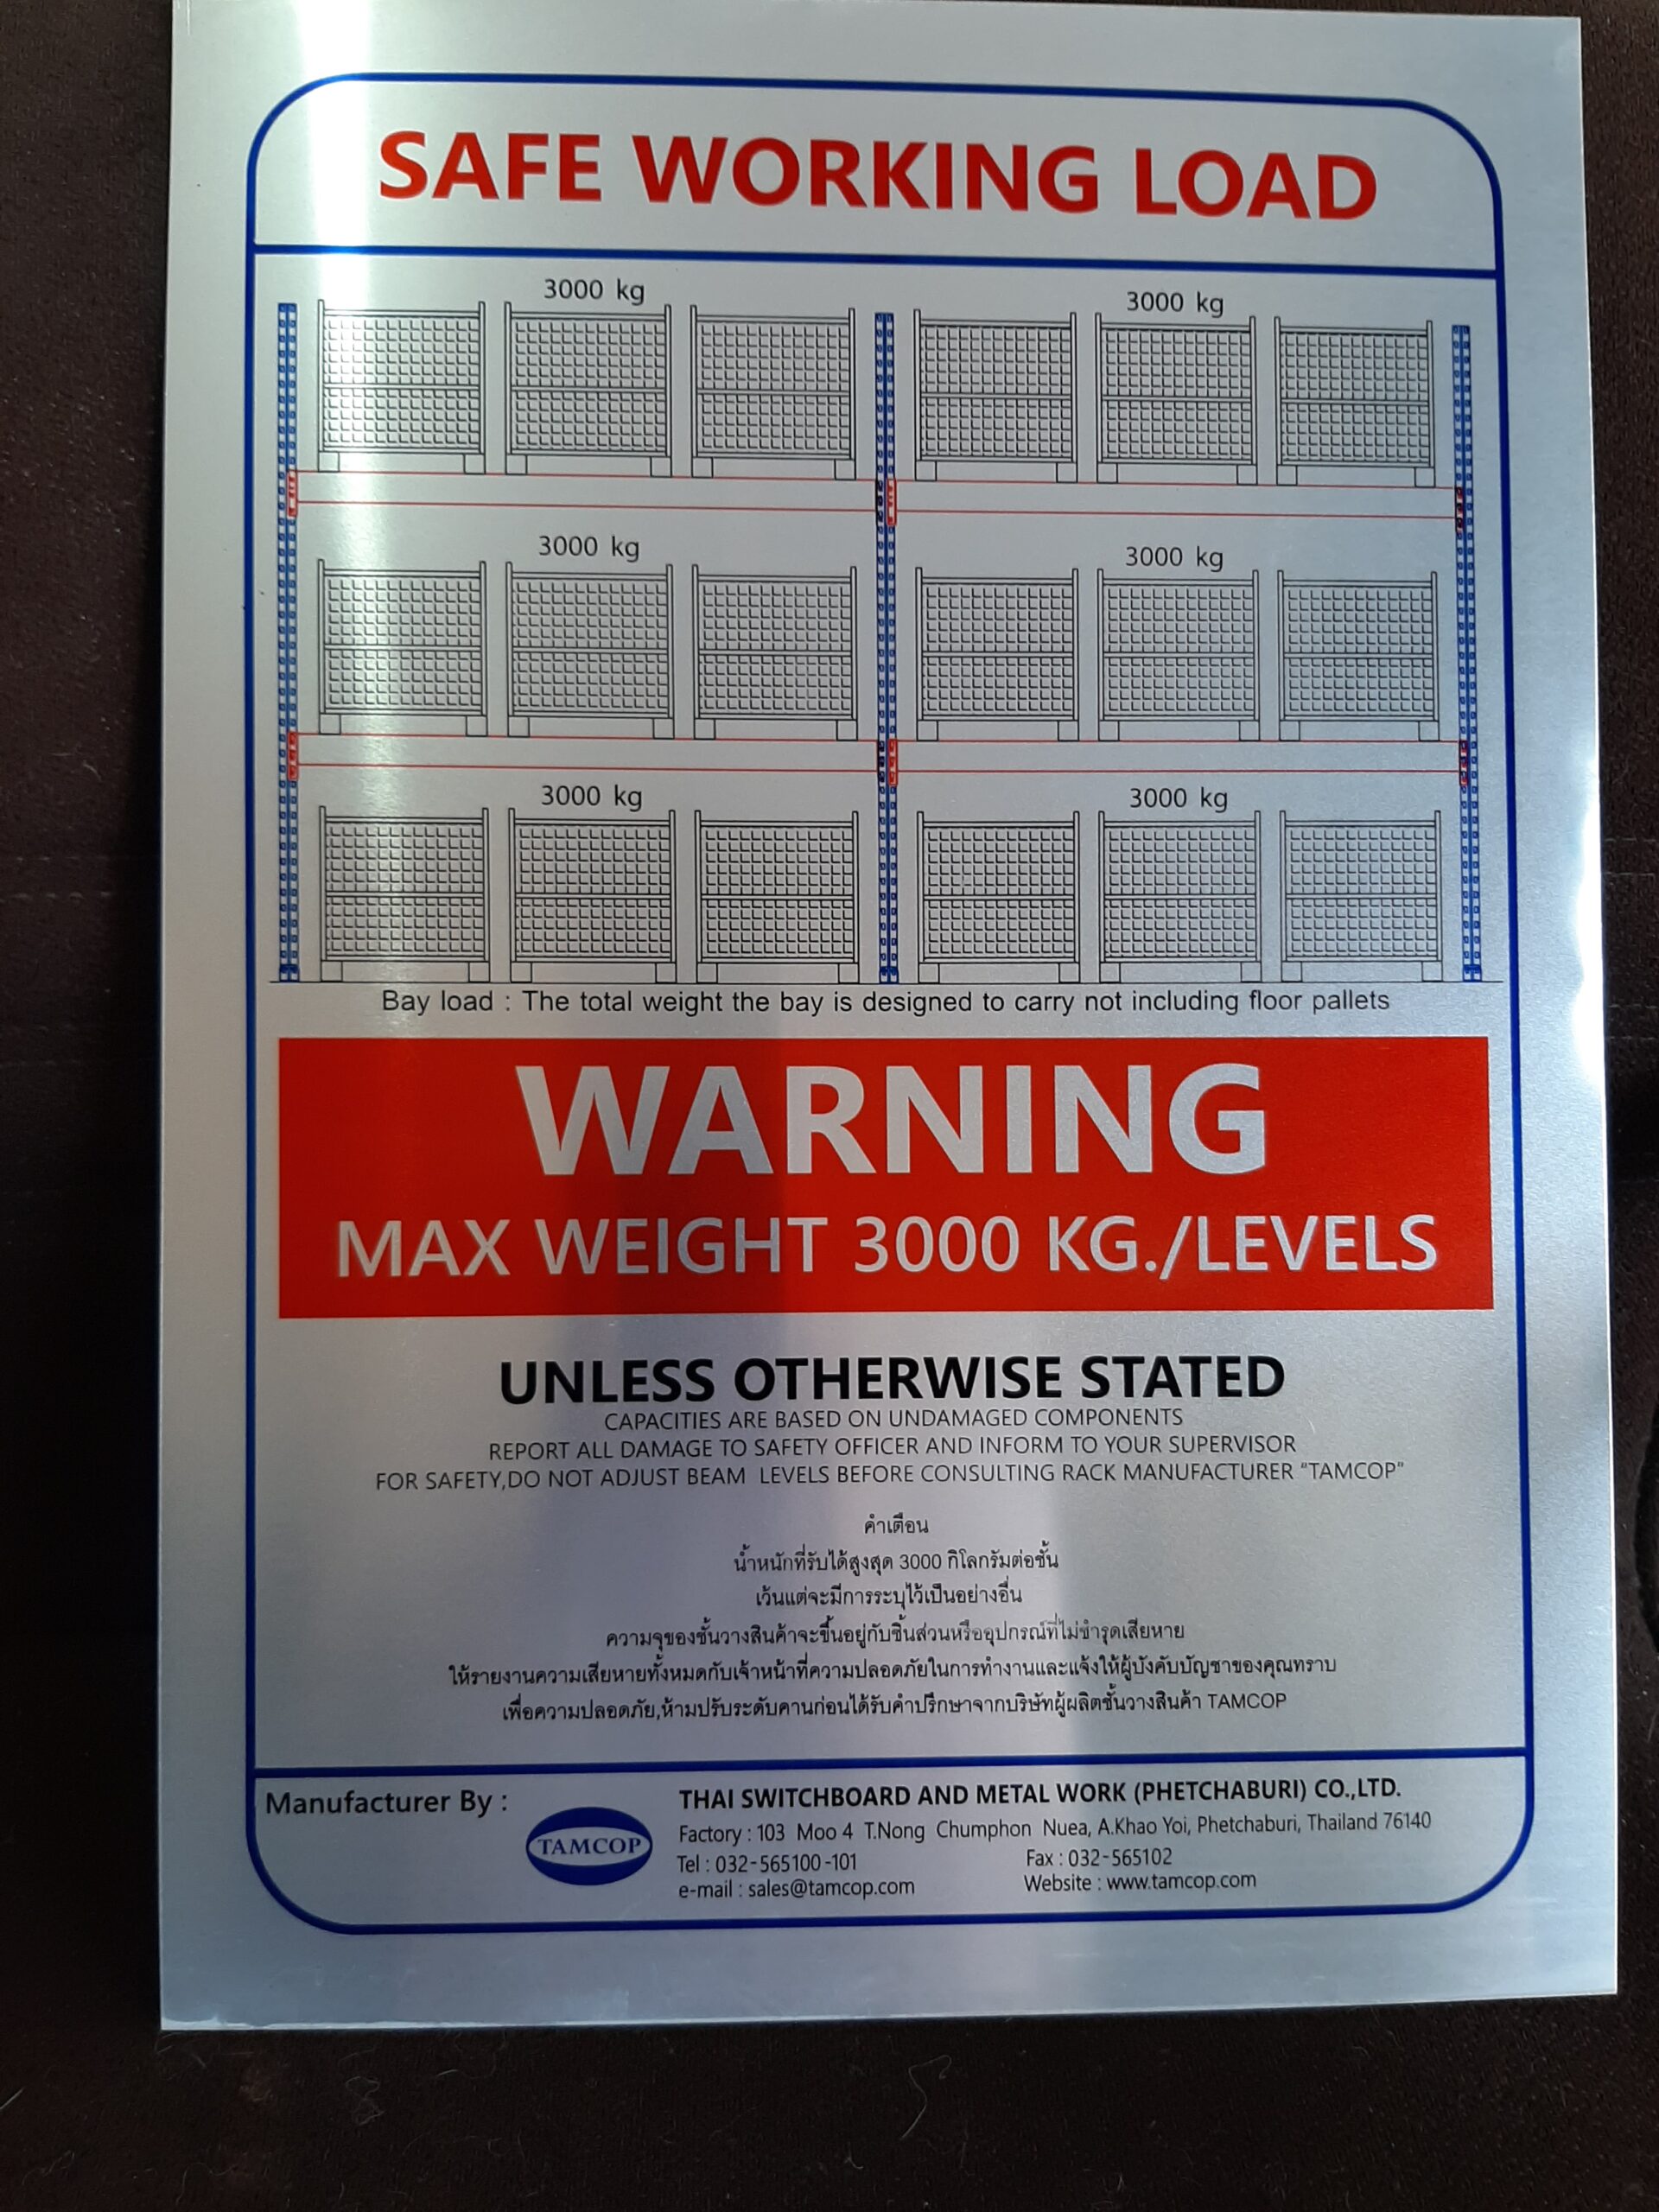 SAFE WORKING LOAD
3000 kg
3000 kg
3000 kg
3000 kg
3000 kg
3000 kg
Bay load : The total weight the bay is designed to carry not including floor pallets
WARNING
MAX WEIGHT 3000 KG./LEVELS
UNLESS OTHERWISE STATED
CAPACITIES ARE BASED ON UNDAMAGED COMPONENTS
REPORT ALL DAMAGE TO SAFETY OFFICER AND INFORM TO YOUR SUPERVISOR
FOR SAFETY,DO NOT ADJUST BEAM LEVELS BEFORE CONSULTING RACK MANUFACTURER "TAMCOP"
คำเตือน
น้ำหนักที่รับได้สูงสุด 3000 กิโลกรัมต่อชั้น
เว้นแต่จะมีการระบุไว้เป็นอย่างอื่น
ความจุของชั้นวางสินค้าจะขึ้นอยู่กับชิ้นส่วนหรืออุปกรณ์ที่ไม่ชำรุดเสียหาย
ให้รายงานความเสียหายทั้งหมดกับเจ้าหน้าที่ความปลอดภัยในการทำงานและแจ้งให้ผู้บังคับบัญชาของคุณทราบ
เพื่อความปลอดภัย,ห้ามปรับระดับคานก่อนได้รับคำปรึกษาจากบริษัทผู้ผลิตชั้นวางสินค้า TAMCOP
Manufacturer By :
TAMCOP
THAI SWITCHBOARD AND METAL WORK (PHETCHABURI) CO.,LTD.
Factory : 103 Moo 4 T.Nong Chumphon Nuea, A.Khao Yoi, Phetchaburi, Thailand 76140
Tel : 032-565100-101 Fax : 032-565102
e-mail : sales@tamcop.com Website : www.tamcop.com